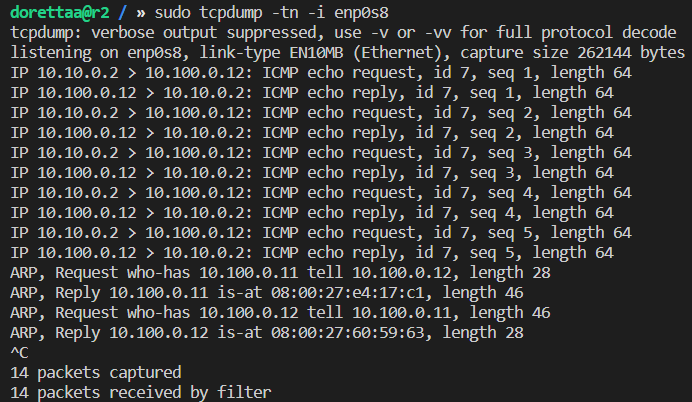 dorettaa@r2 / » sudo tcpdump -tn -i enp0s8
tcpdump: verbose output suppressed, use -v or -vv for full protocol decode
listening on enp0s8, link-type EN10MB (Ethernet), capture size 262144 bytes
IP 10.10.0.2 > 10.100.0.12: ICMP echo request, id 7, seq 1, length 64
IP 10.100.0.12 > 10.10.0.2: ICMP echo reply, id 7, seq 1, length 64
IP 10.10.0.2 > 10.100.0.12: ICMP echo request, id 7, seq 2, length 64
IP 10.100.0.12 > 10.10.0.2: ICMP echo reply, id 7, seq 2, length 64
IP 10.10.0.2 > 10.100.0.12: ICMP echo request, id 7, seq 3, length 64
IP 10.100.0.12 > 10.10.0.2: ICMP echo reply, id 7, seq 3, length 64
IP 10.10.0.2 > 10.100.0.12: ICMP echo request, id 7, seq 4, length 64
IP 10.100.0.12 > 10.10.0.2: ICMP echo reply, id 7, seq 4, length 64
IP 10.10.0.2 > 10.100.0.12: ICMP echo request, id 7, seq 5, length 64
IP 10.100.0.12 > 10.10.0.2: ICMP echo reply, id 7, seq 5, length 64
ARP, Request who-has 10.100.0.11 tell 10.100.0.12, length 28
ARP, Reply 10.100.0.11 is-at 08:00:27:e4:17:c1, length 46
ARP, Request who-has 10.100.0.12 tell 10.100.0.11, length 46
ARP, Reply 10.100.0.12 is-at 08:00:27:60:59:63, length 28
^C
14 packets captured
14 packets received by filter